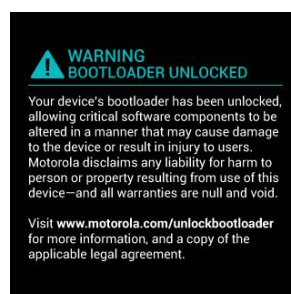 WARNING
BOOTLOADER UNLOCKED
Your device's bootloader has been unlocked,
allowing critical software components to be
altered in a manner that may cause damage
to the device or result in injury to users.
Motorola disclaims any liability for harm to
person or property resulting from use of this
device—and all warranties are null and void.
Visit www.motorola.com/unlockbootloader
for more information, and a copy of the
applicable legal agreement.